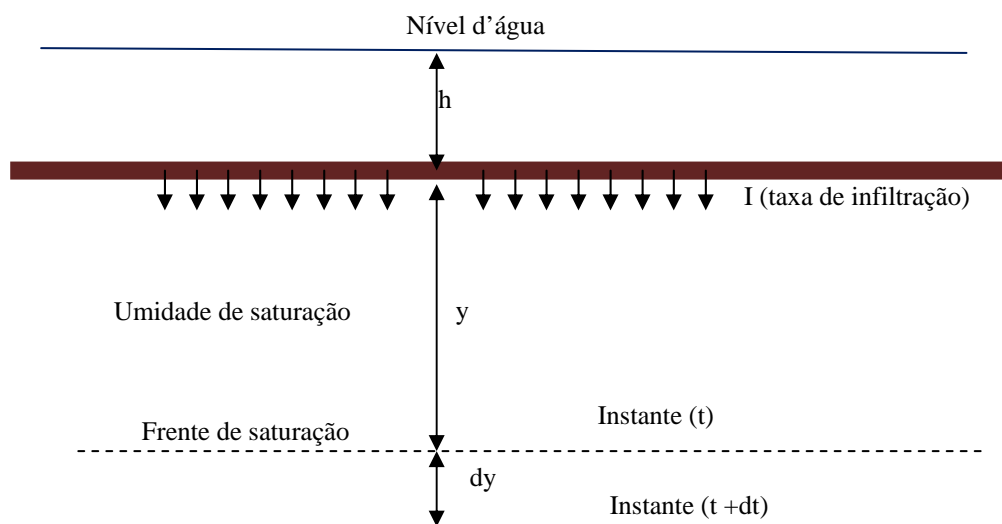 Nível d’água
h
I (taxa de infiltração)
Umidade de saturação
y
Instante (t)
Frente de saturação
dy
Instante (t +dt)